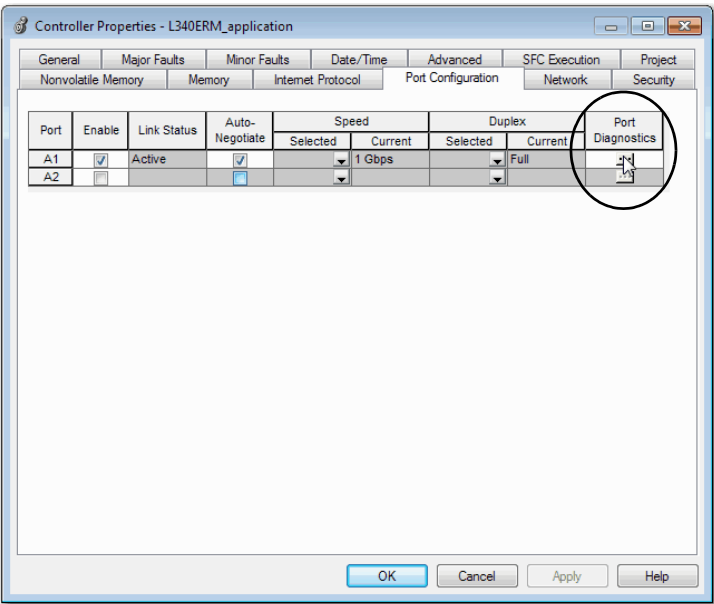 Controller Properties - L340ERM_application
General Major Faults Minor Faults Date/Time Advanced SFC Execution Project
Nonvolatile Memory Memory Internet Protocol Port Configuration Network Security
Port Enable Link Status Auto-Negotiate Speed Duplex Port Diagnostics
Selected Current Selected Current
A1 Active 1 Gbps Full ...
A2 ...
OK Cancel Apply Help